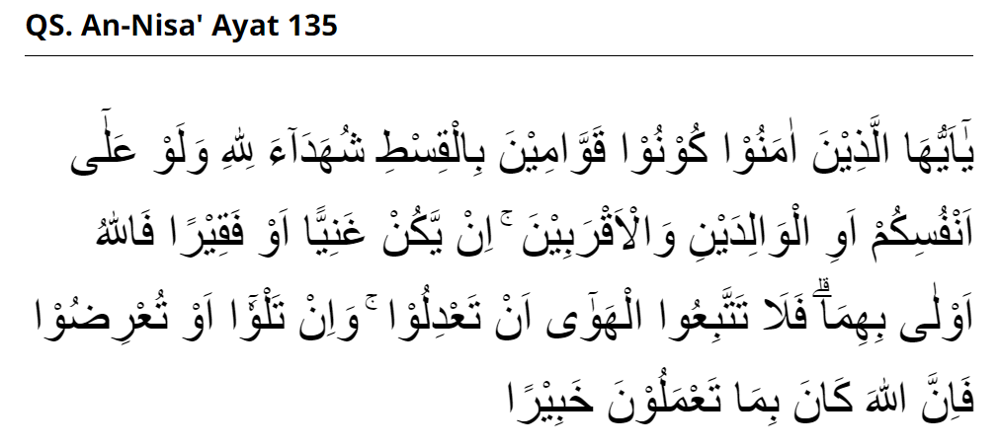 QS. An-Nisa' Ayat 135
يٰٓاَيُّهَا الَّذِيْنَ اٰمَنُوْا كُوْنُوْا قَوَّامِيْنَ بِالْقِسْطِ شُهَدَاۤءَ لِلّٰهِ وَلَوْ عَلٰٓى
اَنْفُسِكُمْ اَوِ الْوَالِدَيْنِ وَالْاَقْرَبِيْنَ ۚ اِنْ يَّكُنْ غَنِيًّا اَوْ فَقِيْرًا فَاللّٰهُ
اَوْلٰى بِهِمَاۗ فَلَا تَتَّبِعُوا الْهَوٰٓى اَنْ تَعْدِلُوْا ۚ وَاِنْ تَلْوٗٓا اَوْ تُعْرِضُوْا
فَاِنَّ اللّٰهَ كَانَ بِمَا تَعْمَلُوْنَ خَبِيْرًا